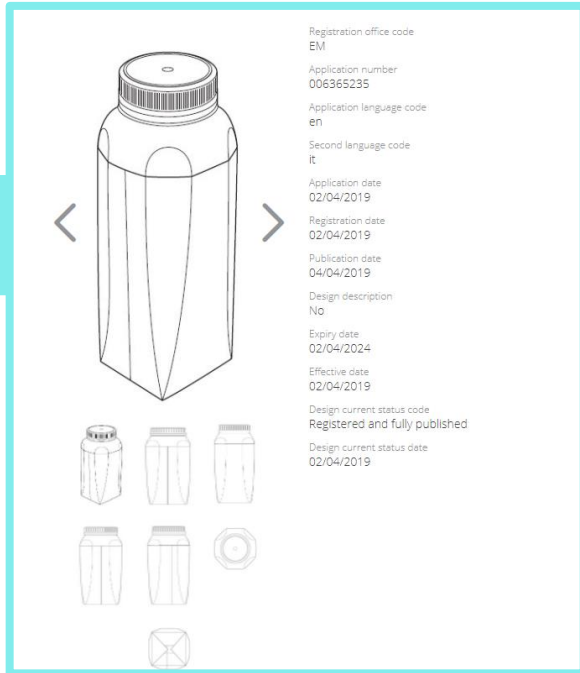 Registration office code
EM
Application number
006365235
Application language code
en
Second language code
it
Application date
02/04/2019
Registration date
02/04/2019
Publication date
04/04/2019
Design description
No
Expiry date
02/04/2024
Effective date
02/04/2019
Design current status code
Registered and fully published
Design current status date
02/04/2019